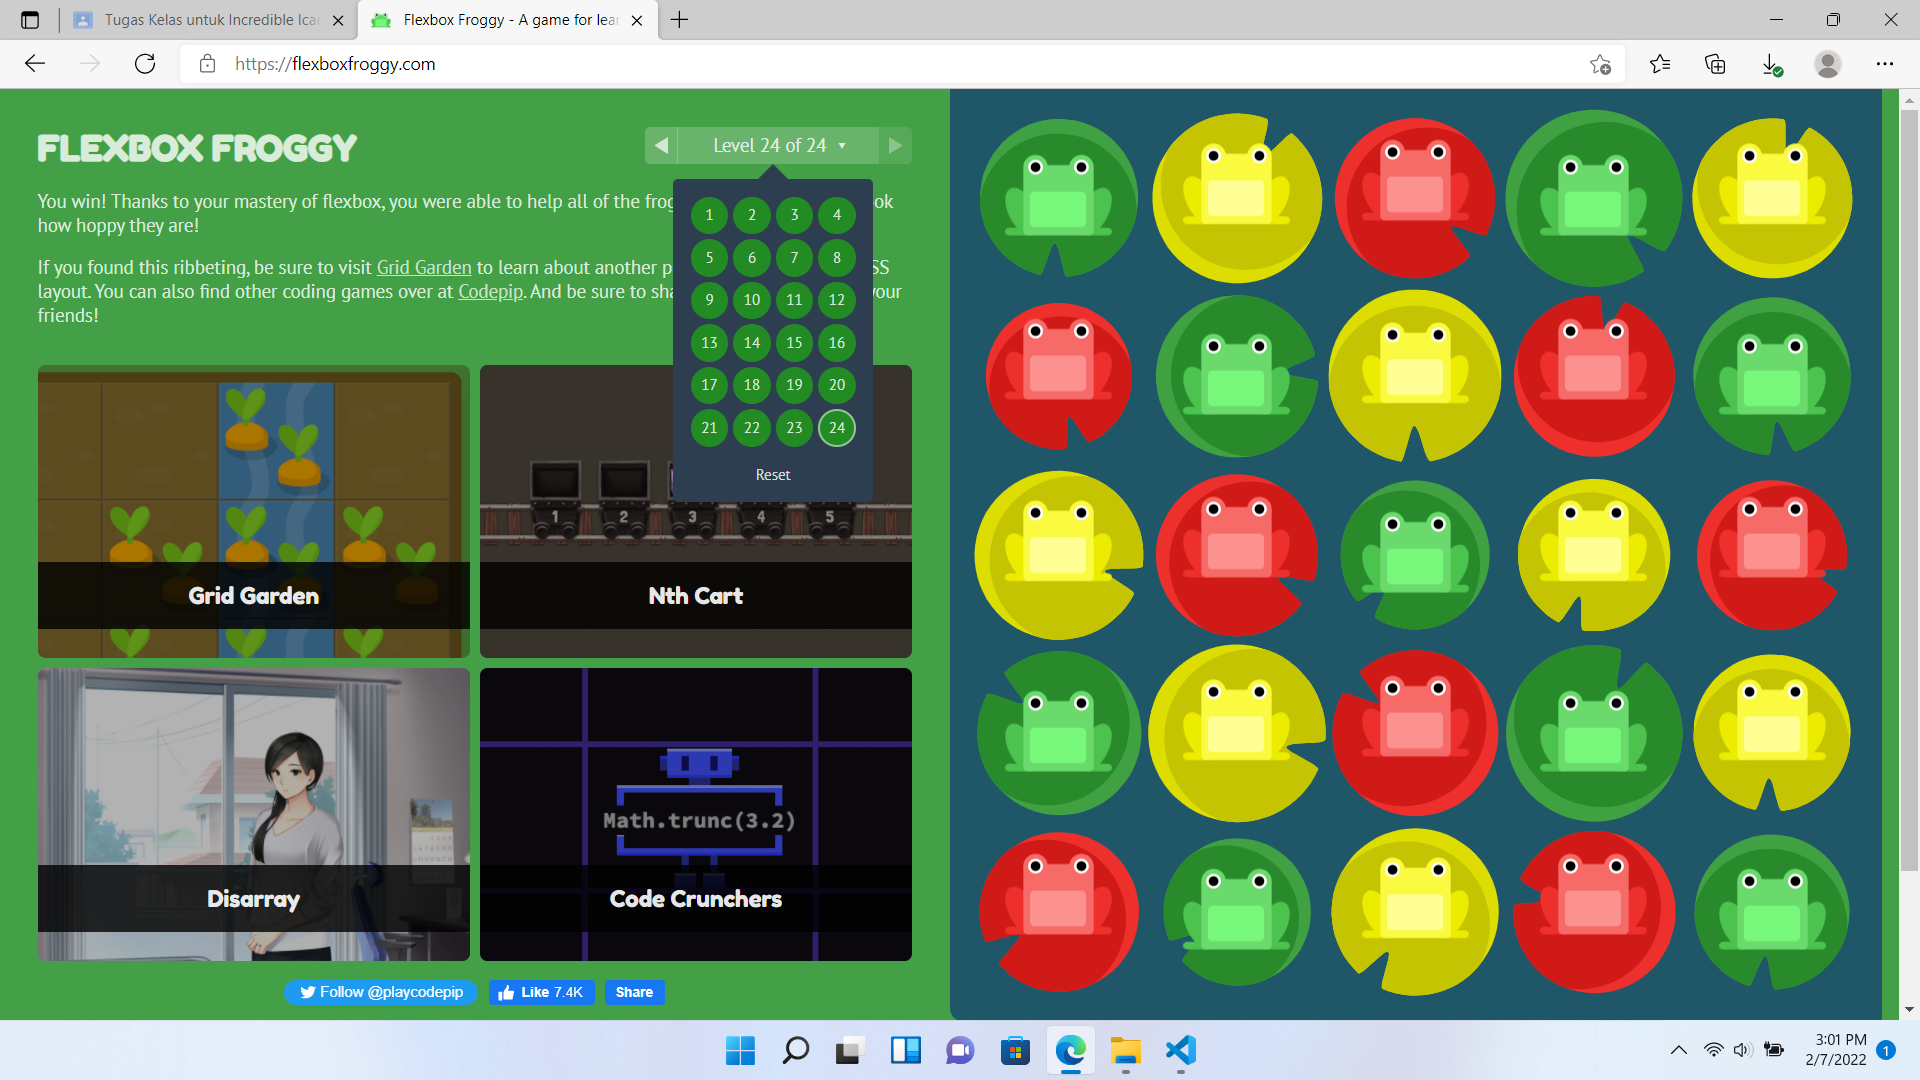 Tugas Kelas untuk Incredible Ica
Flexbox Froggy - A game for lear
https://flexboxfroggy.com
FLEXBOX FROGGY
Level 24 of 24
You win! Thanks to your mastery of flexbox, you were able to help all of the frog
ok
how hoppy they are!
If you found this ribbeting, be sure to visit Grid Garden to learn about another p
SS
layout. You can also find other coding games over at Codepip. And be sure to sha
your
friends!
1 2 3 4
5 6 7 8
9 10 11 12
13 14 15 16
17 18 19 20
21 22 23 24
Reset
1 2 3 4 5
Grid Garden
Nth Cart
Math.trunc(3.2)
Disarray
Code Crunchers
Follow @playcodepip
Like 7.4K
Share
3:01 PM
2/7/2022
1